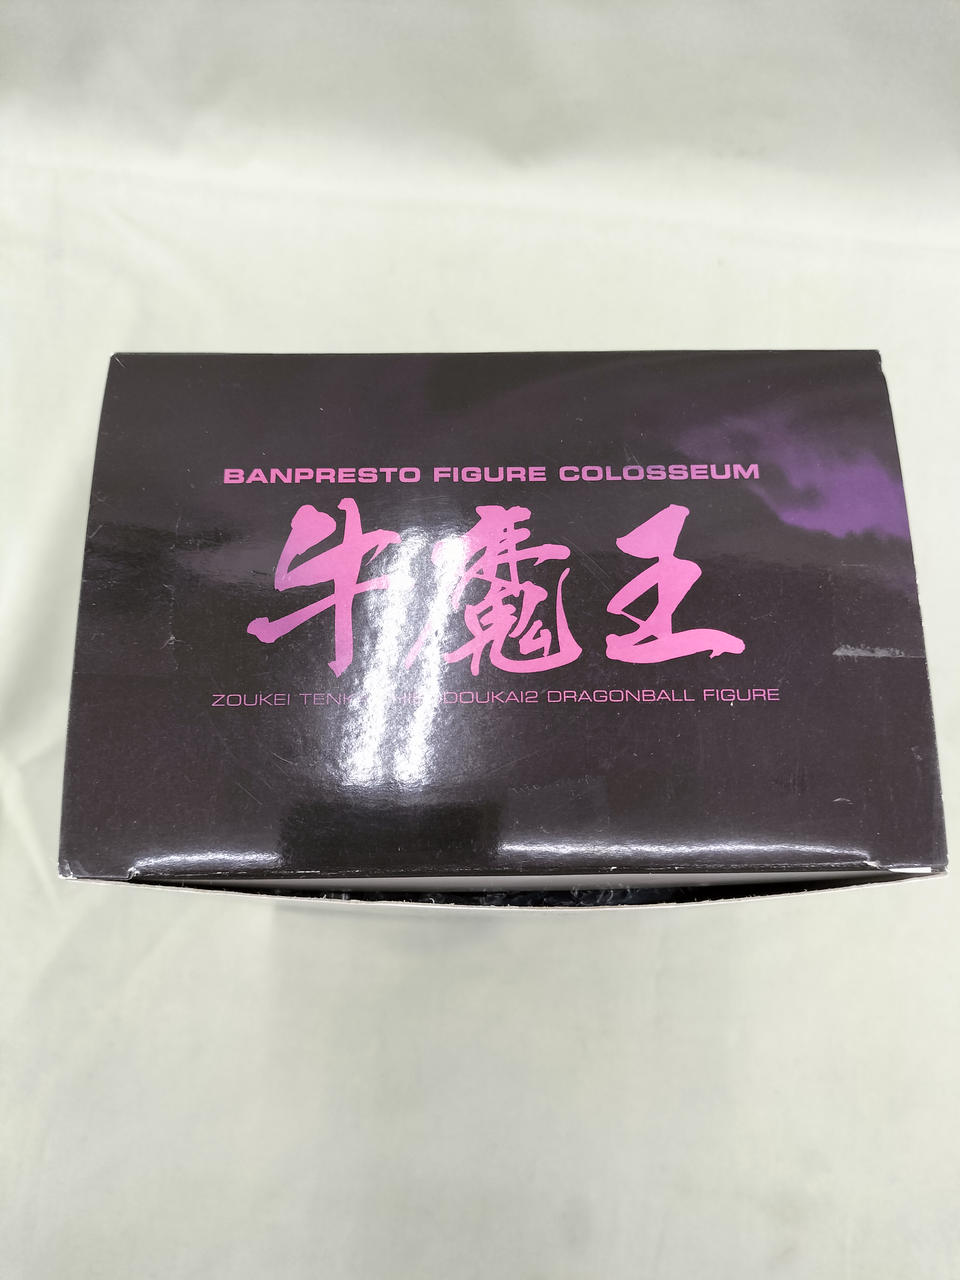 BANPRESTO FIGURE COLOSSEUM
牛魔王
ZOUKEI DRAGONBALL FIGURE